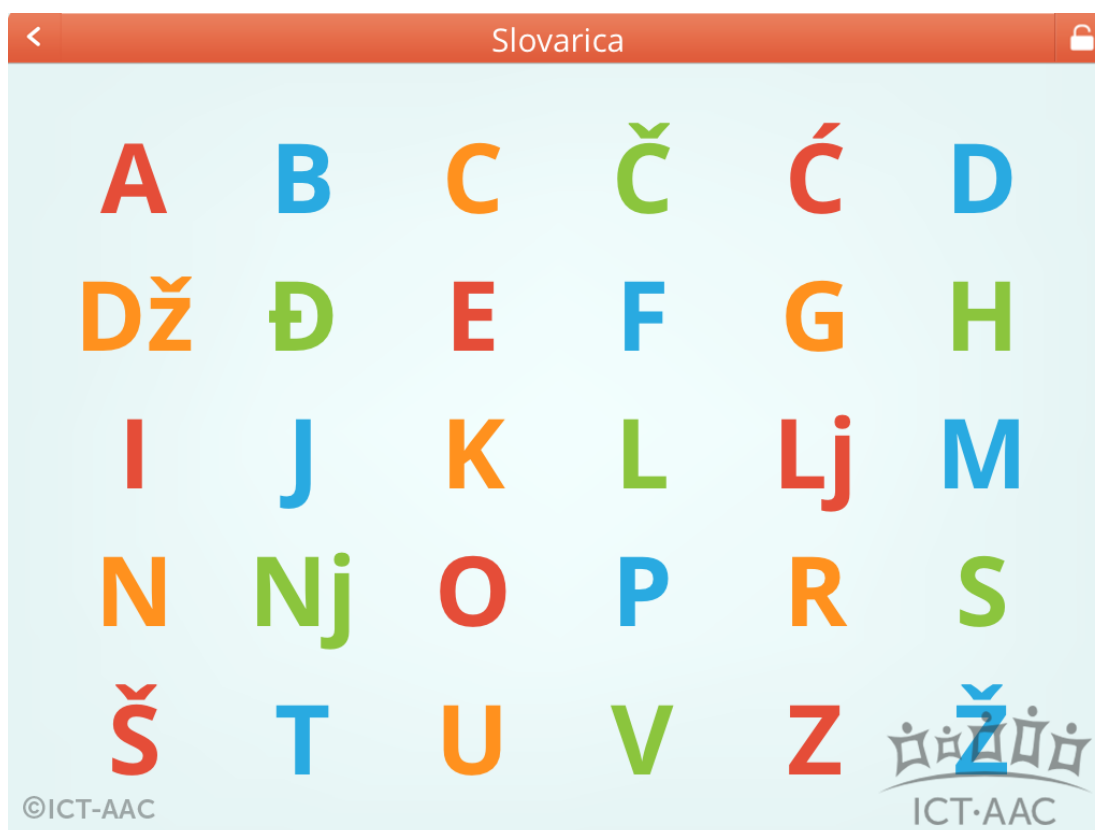 Slovarica
A B C Č Ć D
Dž Đ E F G H
I J K L Lj M
N Nj O P R S
Š T U V Z Ž
©ICT-AAC
ICT·AAC